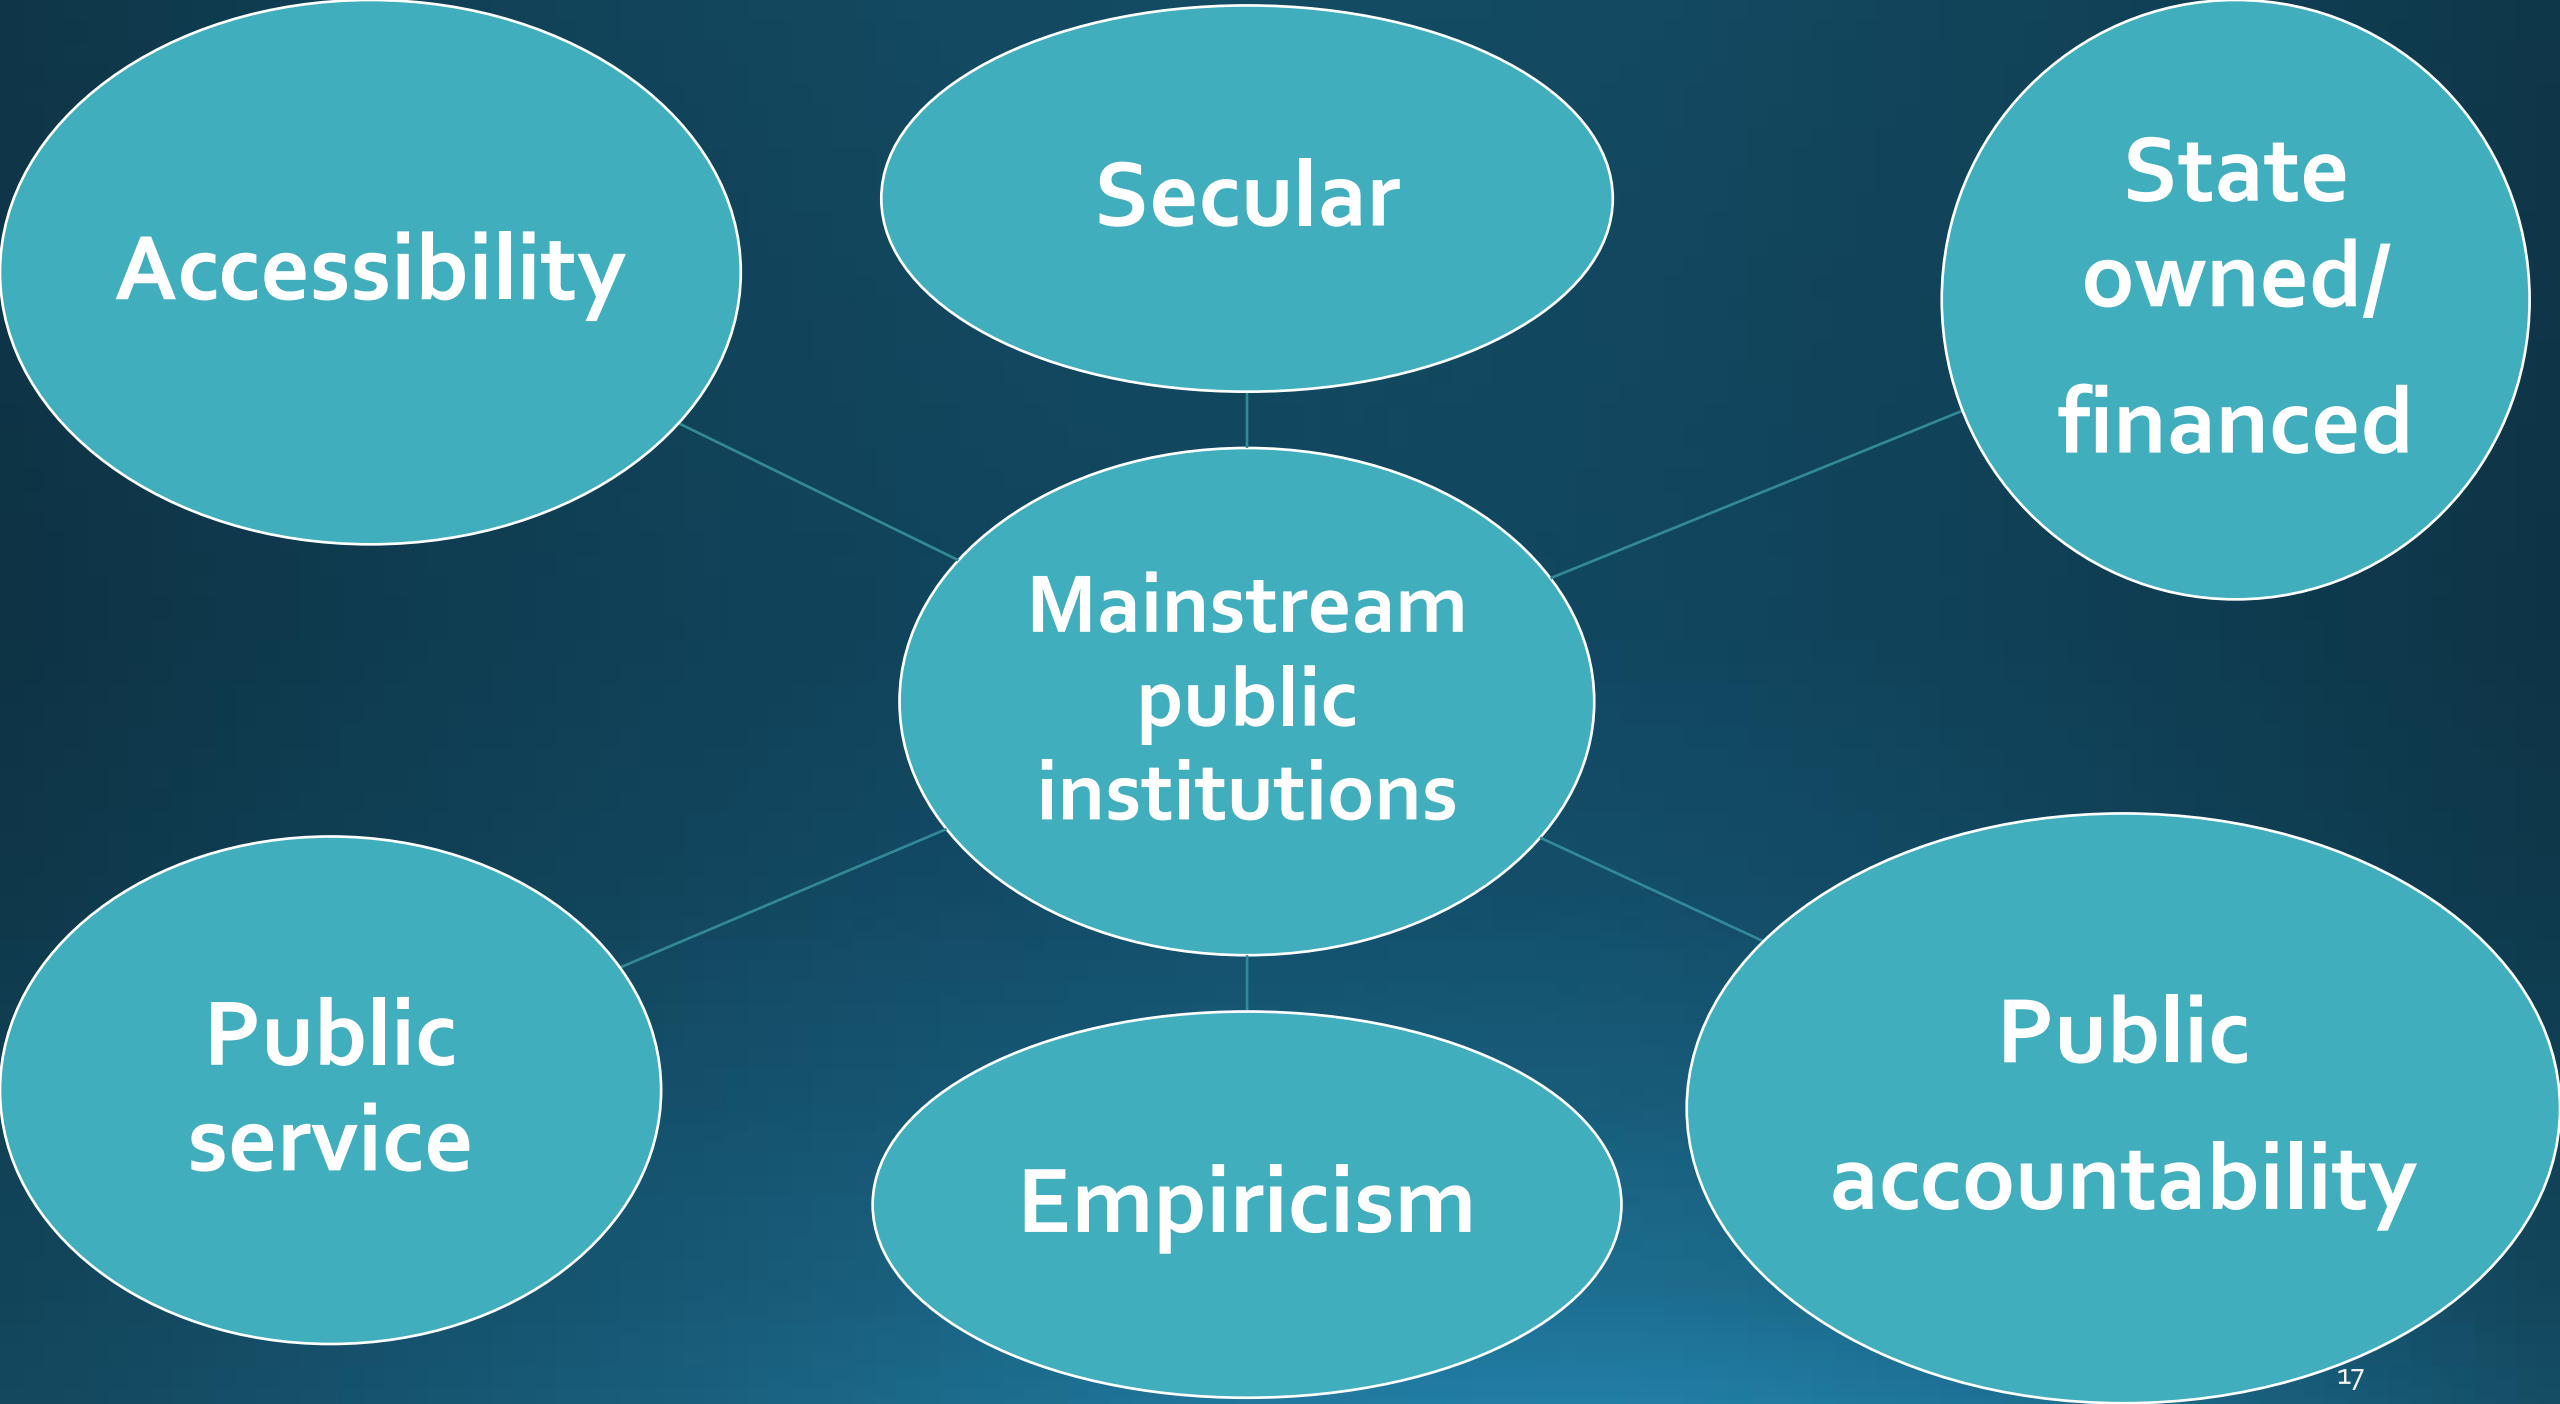 Accessibility
Secular
State
owned/
financed
Mainstream
public
institutions
Public
service
Empiricism
Public
accountability
17